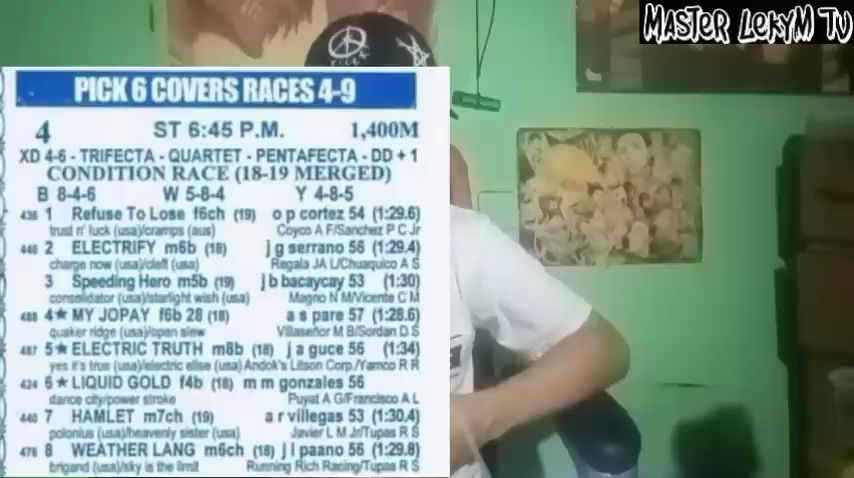 MASTER LEKYM TV
PICK 6 COVERS RACES 4-9
4 ST 6:45 P.M. 1,400M
XD 4-6 - TRIFECTA - QUARTET - PENTAFECTA - DD + 1
CONDITION RACE (18-19 MERGED)
B 8-4-6 W 5-8-4 Y 4-8-5
436 1 Refuse To Lose f6ch (19) o p cortez 54 (1:29.6)
trust n' luck (usa)/cramps (aus) Coyco A F/Sanchez P C Jr
446 2 ELECTRIFY m6b (18) j g serrano 56 (1:29.4)
charge now (usa)/cleft (usa) Regala JA L/Chuaquico A S
3 Speeding Hero m5b (19) j b bacaycay 53 (1:30)
consolidator (usa)/starlight wish (usa) Magno N M/Vicente C M
488 4★ MY JOPAY f6b 28 (18) a s pare 57 (1:28.6)
quaker ridge (usa)/open slew Villaseñor M B/Sordan D S
487 5★ ELECTRIC TRUTH m8b (18) j a guce 56 (1:34)
yes it's true (usa)/electric elise (usa) Andok's Litson Corp./Yamco R R
424 6★ LIQUID GOLD f4b (18) m m gonzales 56
dance city/power stroke Puyat A G/Francisco A L
440 7 HAMLET m7ch (19) a r villegas 53 (1:30.4)
polonius (usa)/heavenly sister (usa) Javier L M Jr/Tupas R S
476 8 WEATHER LANG m6ch (18) j l paano 56 (1:29.8)
brigand (usa)/sky is the limit Running Rich Racing/Tupas R S